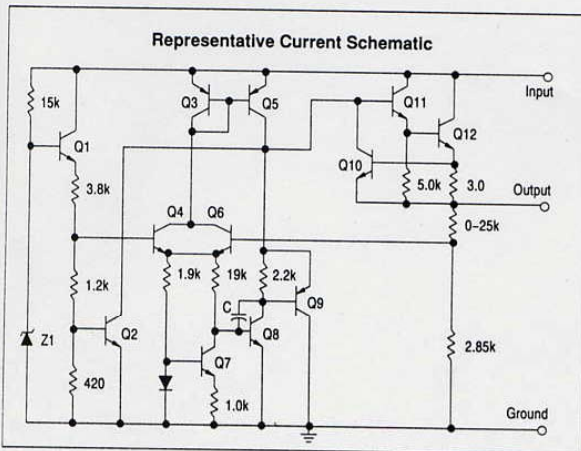 Representative Current Schematic
Input
Q3
Q5
Q11
15k
Q12
Q1
Q10
5.0k
3.0
Output
3.8k
0–25k
Q4
Q6
1.9k
19k
2.2k
1.2k
C
Q9
Q2
Q8
Z1
Q7
2.85k
420
1.0k
Ground